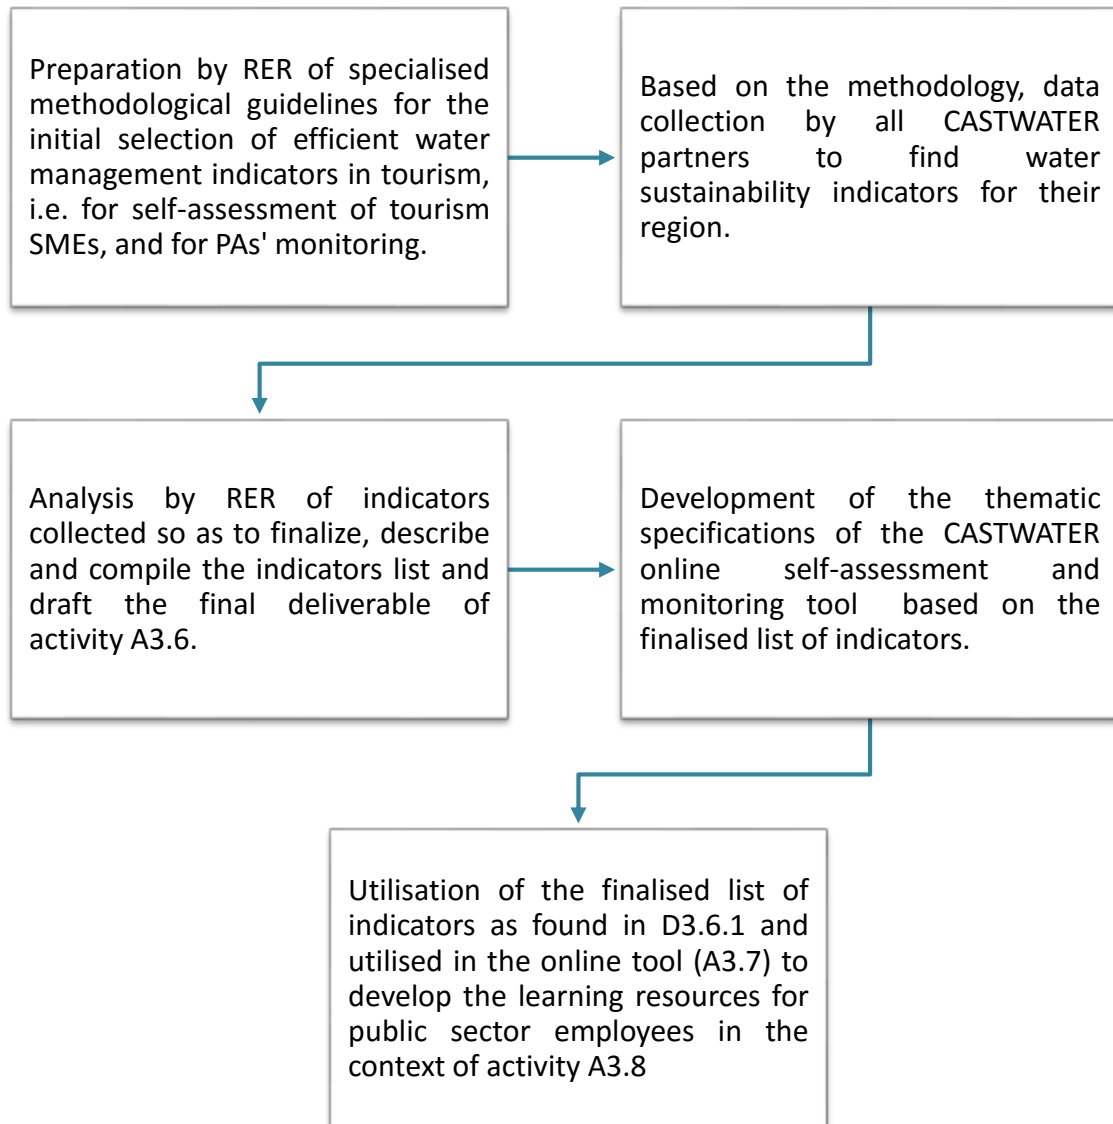 Preparation by RER of specialised
methodological guidelines for the
initial selection of efficient water
management indicators in tourism,
i.e. for self-assessment of tourism
SMEs, and for PAs' monitoring.
Based on the methodology, data
collection by all CASTWATER
partners to find water
sustainability indicators for their
region.
Analysis by RER of indicators
collected so as to finalize, describe
and compile the indicators list and
draft the final deliverable of
activity A3.6.
Development of the thematic
specifications of the CASTWATER
online self-assessment and
monitoring tool based on the
finalised list of indicators.
Utilisation of the finalised list of
indicators as found in D3.6.1 and
utilised in the online tool (A3.7) to
develop the learning resources for
public sector employees in the
context of activity A3.8